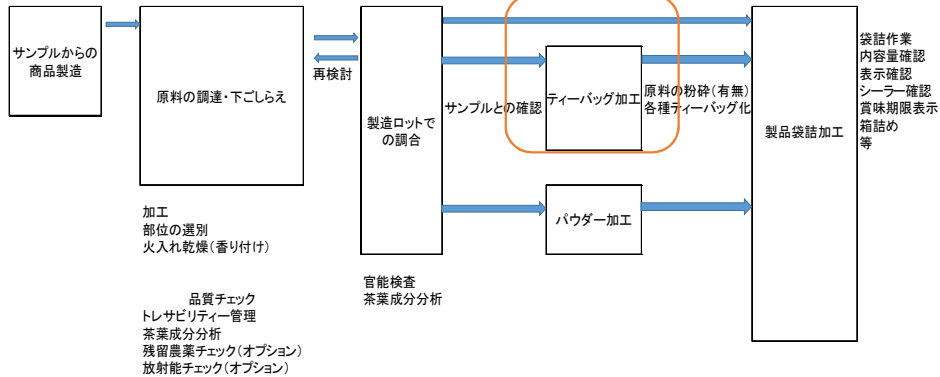 サンプルからの
商品製造
原料の調達・下ごしらえ
加工
部位の選別
火入れ乾燥(香り付け)
品質チェック
トレサビリティー管理
茶葉成分分析
残留農薬チェック(オプション)
放射能チェック(オプション)
再検討
製造ロットで
の調合
官能検査
茶葉成分分析
サンプルとの確認
ティーバッグ加工
原料の粉砕(有無)
各種ティーバッグ化
パウダー加工
製品袋詰加工
袋詰作業
内容量確認
表示確認
シーラー確認
賞味期限表示
箱詰め
等